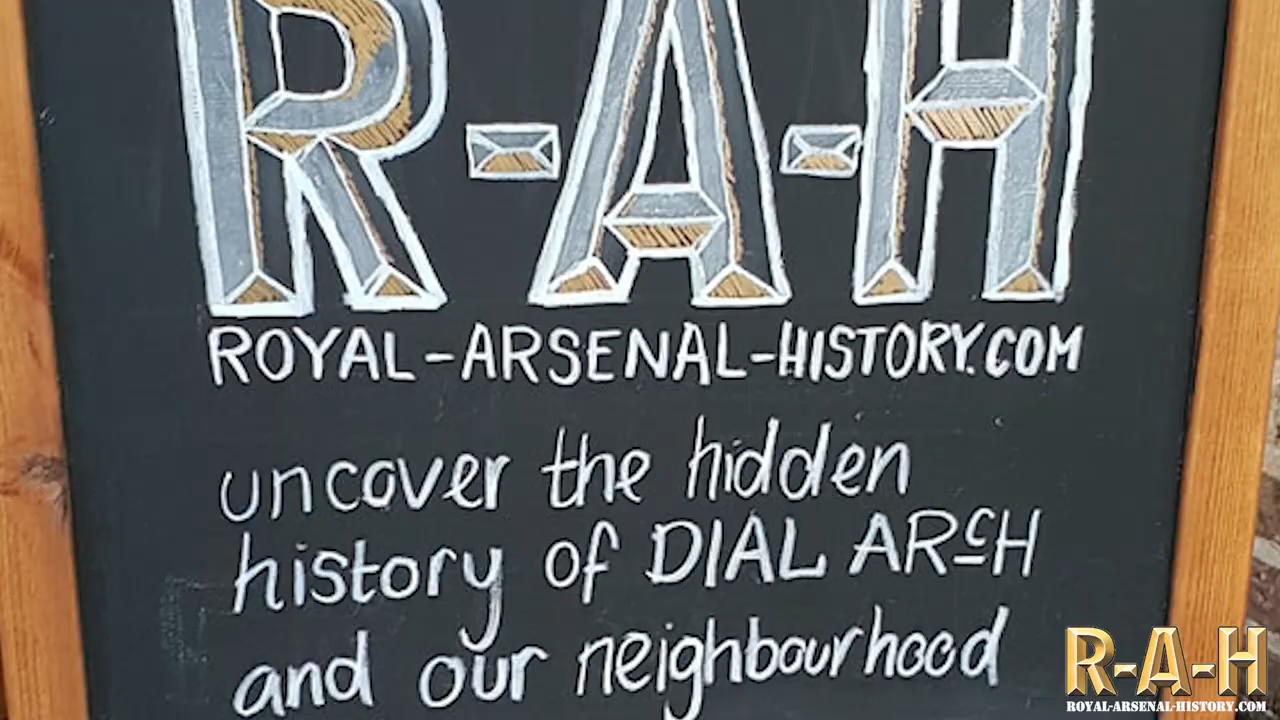 R-A-H
ROYAL-ARSENAL-HISTORY.COM
uncover the hidden
history of DIAL ARCH
and our neighbourhood
R-A-H
ROYAL-ARSENAL-HISTORY.COM